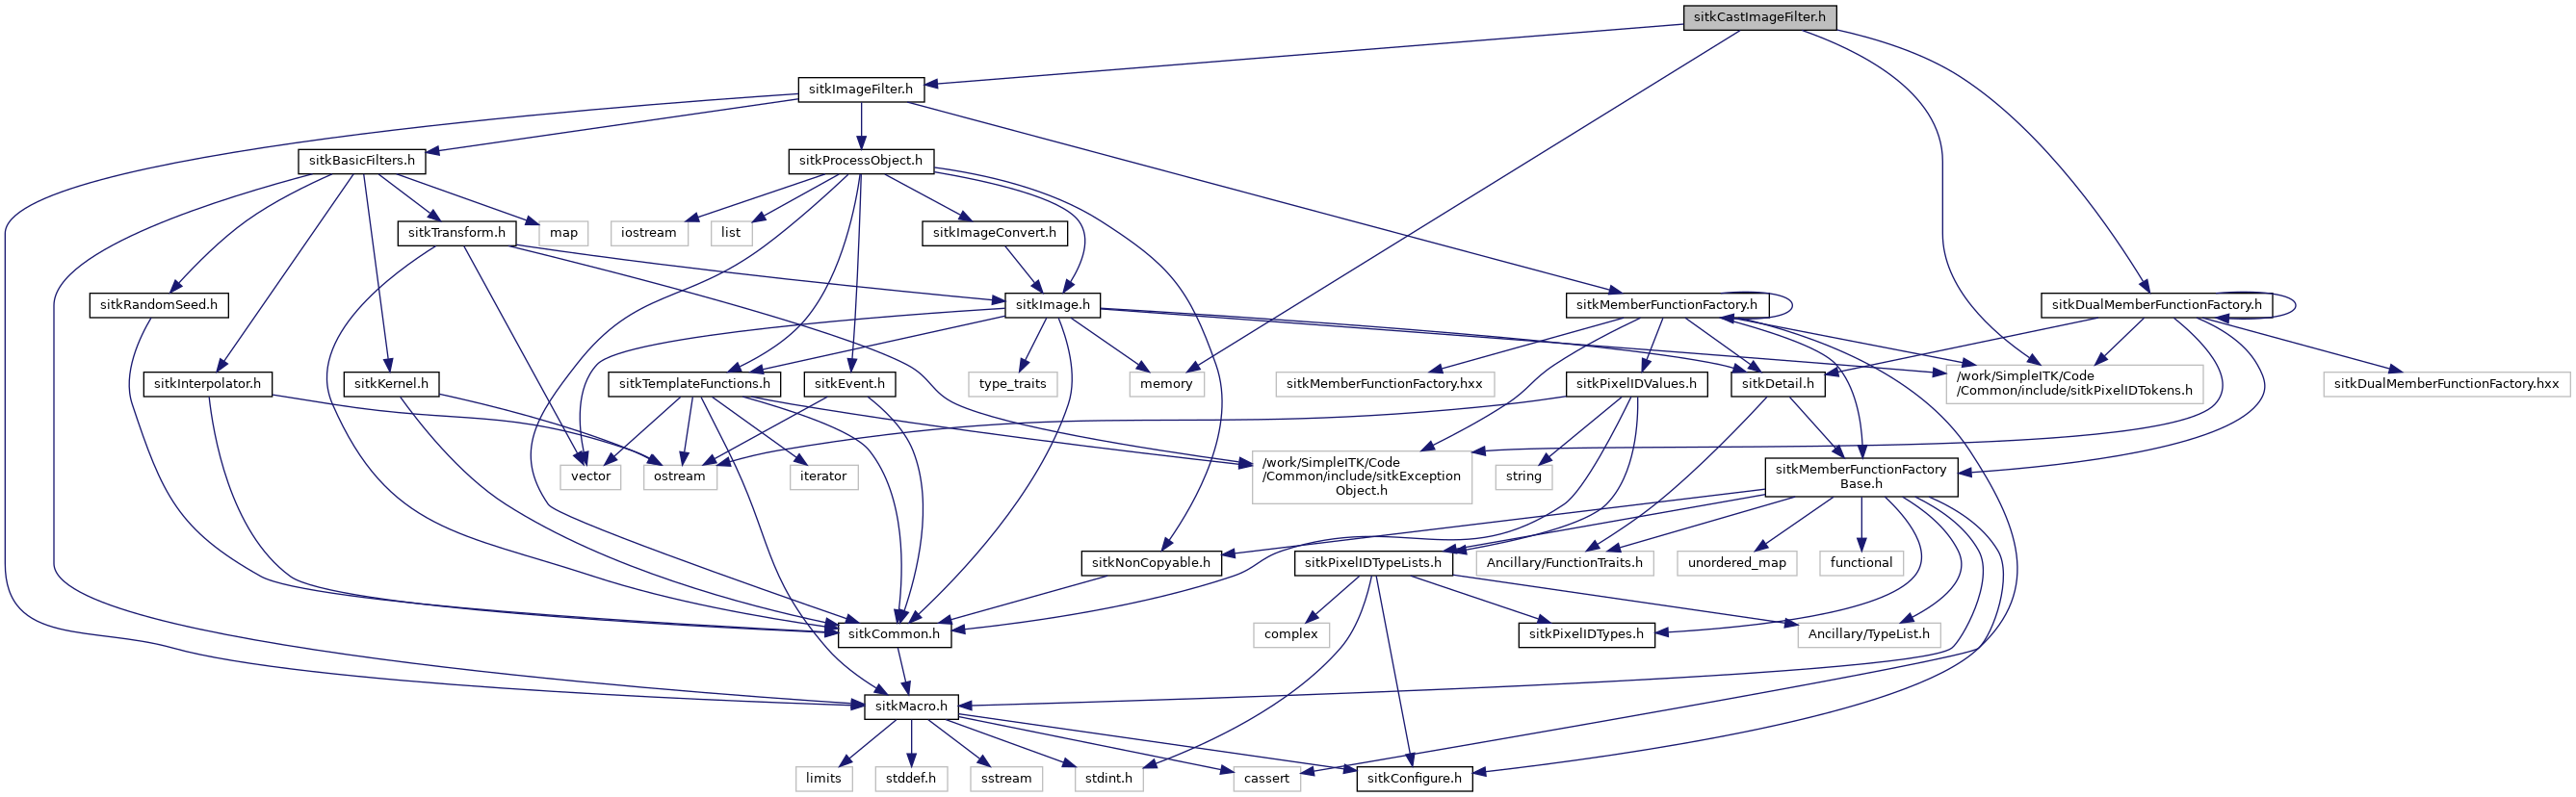 sitkCastImageFilter.h
sitkImageFilter.h
sitkBasicFilters.h
sitkProcessObject.h
sitkTransform.h
map
iostream
list
sitkImageConvert.h
sitkRandomSeed.h
sitkImage.h
sitkMemberFunctionFactory.h
sitkDualMemberFunctionFactory.h
sitkInterpolator.h
sitkKernel.h
sitkTemplateFunctions.h
sitkEvent.h
type_traits
memory
sitkMemberFunctionFactory.hxx
sitkPixelIDValues.h
sitkDetail.h
/work/SimpleITK/Code
/Common/include/sitkPixelIDTokens.h
sitkDualMemberFunctionFactory.hxx
vector
ostream
iterator
/work/SimpleITK/Code
/Common/include/sitkException
Object.h
string
sitkMemberFunctionFactory
Base.h
sitkNonCopyable.h
sitkPixelIDTypeLists.h
Ancillary/FunctionTraits.h
unordered_map
functional
sitkCommon.h
complex
sitkPixelIDTypes.h
Ancillary/TypeList.h
sitkMacro.h
limits
stddef.h
sstream
stdint.h
cassert
sitkConfigure.h